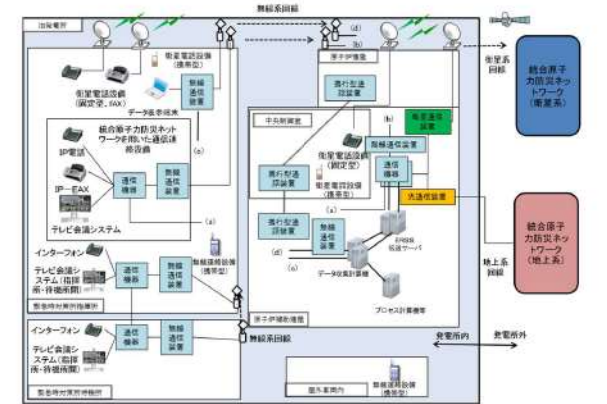 無線系回線
泊発電所
衛星電話設備
(携帯型)
衛星電話設備
(固定型、FAX)
データ表示端末
無線
通信
装置
(c)
統合原子力防災ネット
ワークを用いた通信連
絡設備
IP電話
IP-FAX
テレビ会議システム
通信
機器
無線
通信
装置
(a)
インターフォン
テレビ会議シ
ステム(指揮
所・待機所間)
通信
機器
無線
通信
装置
無線連絡設備
(携帯型)
緊急時対策所指揮所
インターフォン
テレビ会議シ
ステム(指揮
所・待機所間)
通信
機器
無線
通信
装置
緊急時対策所待機所
無線系回線
(d)
(b)
原子炉建屋
携行型通
話装置
中央制御室
衛星電話設備
(固定型)
衛星電話設備
(携帯型)
携行型通
話装置
携行型通
話装置
(b)
衛星通信
装置
無線通信装置
通信
機器
光通信装置
(a)
無線
通信
装置
(d)
(c)
ERSS
伝送サーバ
データ収集計算機
プロセス計算機等
原子炉補助建屋
屋外案内内
無線連絡設備
(携帯型)
発電所内
発電所外
衛星系
回線
統合原子
力防災ネッ
トワーク
(衛星系)
地上系
回線
統合原子
力防災ネッ
トワーク
(地上系)